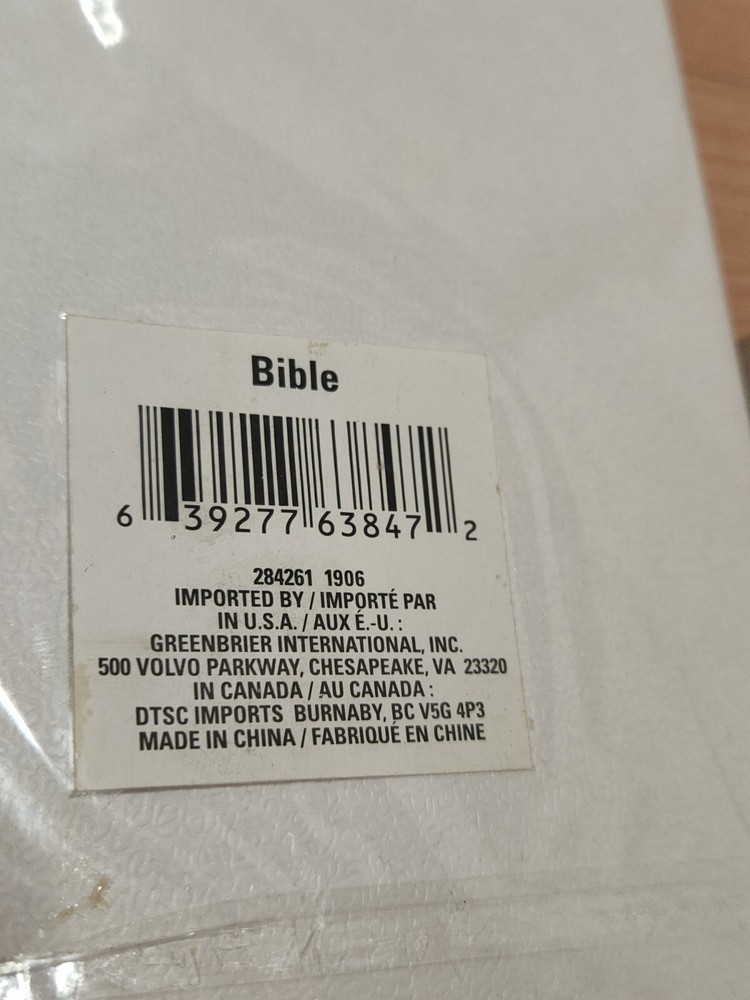 Bible
6 39277 63847 2
284261 1906
IMPORTED BY / IMPORTÉ PAR
IN U.S.A. / AUX É.-U. :
GREENBRIER INTERNATIONAL, INC.
500 VOLVO PARKWAY, CHESAPEAKE, VA 23320
IN CANADA / AU CANADA :
DTSC IMPORTS BURNABY, BC V5G 4P3
MADE IN CHINA / FABRIQUÉ EN CHINE